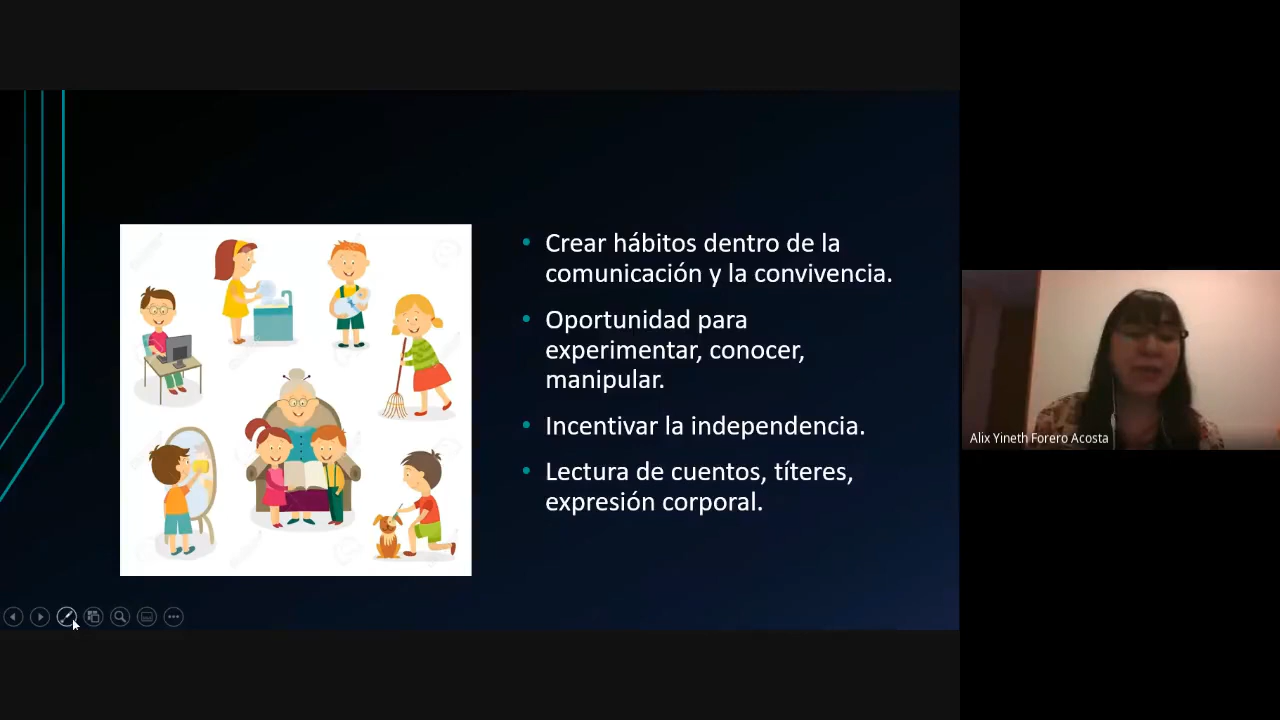 Crear hábitos dentro de la
comunicación y la convivencia.
Oportunidad para
experimentar, conocer,
manipular.
Incentivar la independencia.
Lectura de cuentos, títeres,
expresión corporal.
Alix Yineth Forero Acosta